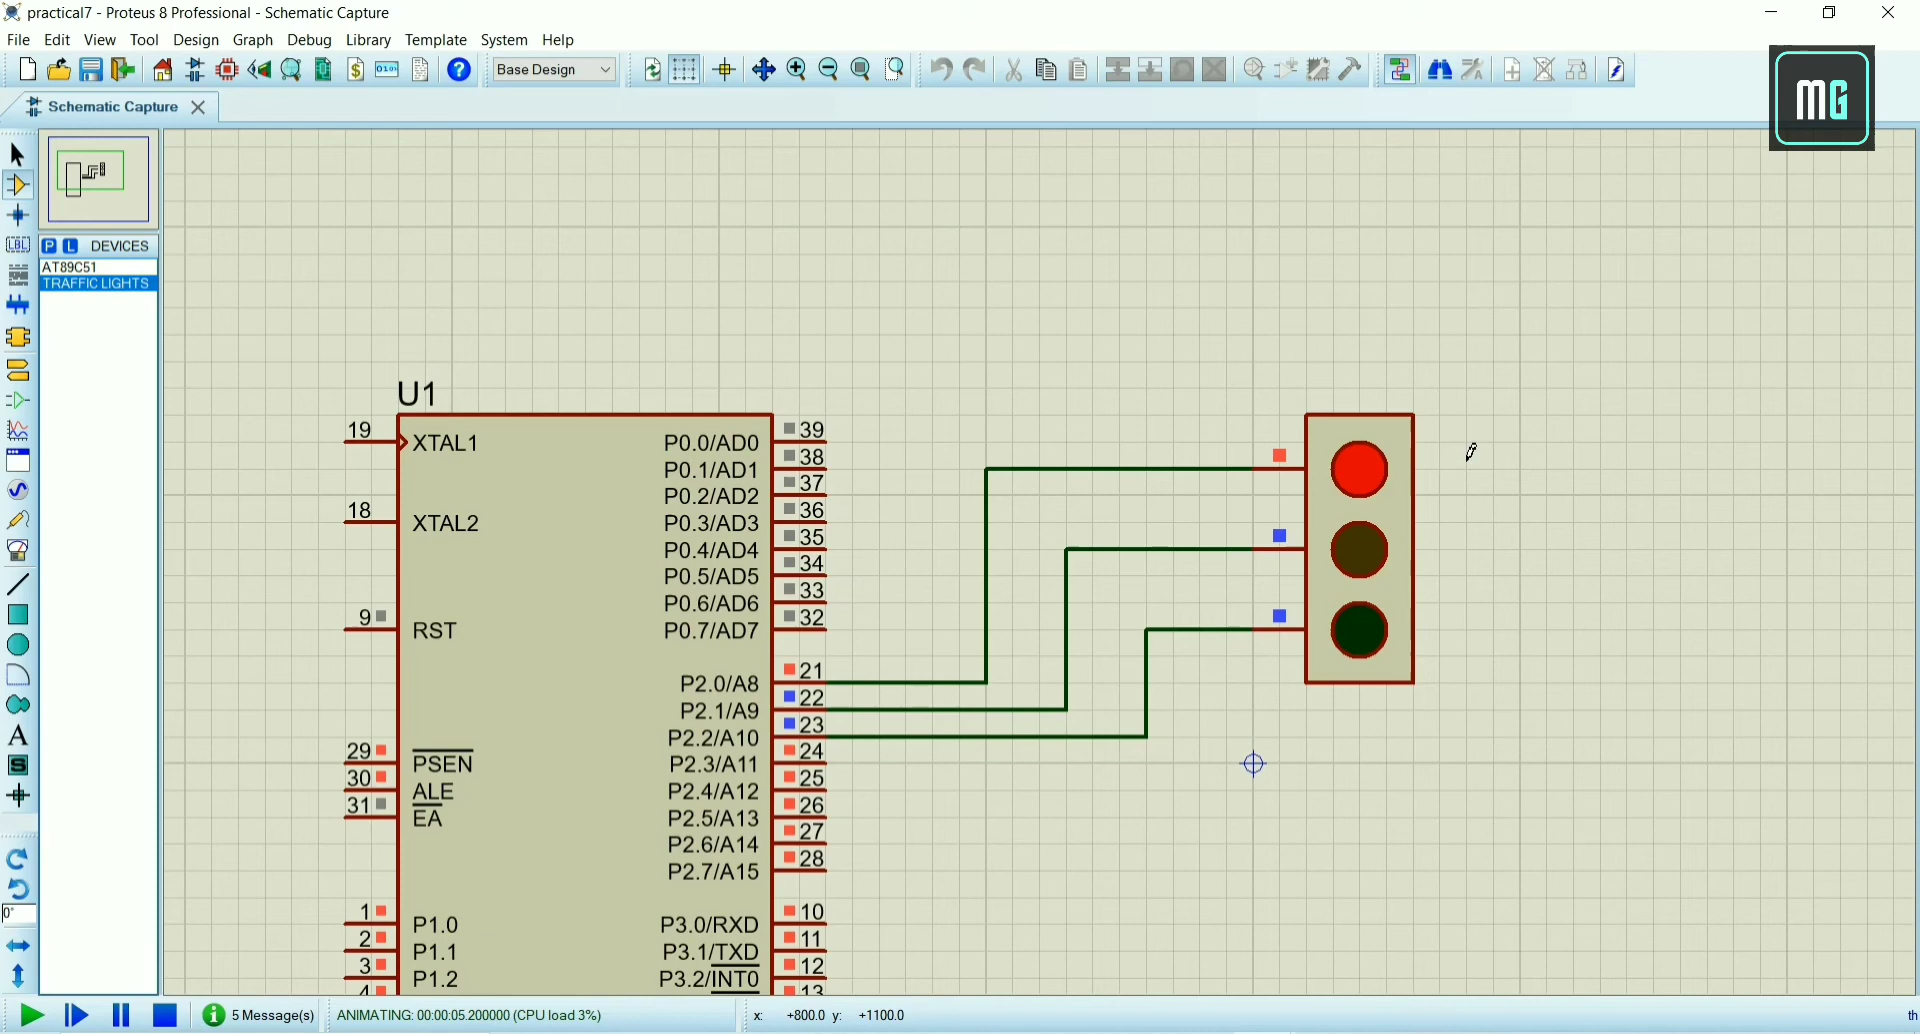 practical7 - Proteus 8 Professional - Schematic Capture
File Edit View Tool Design Graph Debug Library Template System Help
Base Design
MG
Schematic Capture
P L DEVICES
AT89C51
TRAFFIC LIGHTS
LBL
A
S
0°
U1
19 XTAL1
18 XTAL2
9 RST
29 PSEN
30 ALE
31 EA
1 P1.0
2 P1.1
3 P1.2
4
P0.0/AD0 39
P0.1/AD1 38
P0.2/AD2 37
P0.3/AD3 36
P0.4/AD4 35
P0.5/AD5 34
P0.6/AD6 33
P0.7/AD7 32
P2.0/A8 21
P2.1/A9 22
P2.2/A10 23
P2.3/A11 24
P2.4/A12 25
P2.5/A13 26
P2.6/A14 27
P2.7/A15 28
P3.0/RXD 10
P3.1/TXD 11
P3.2/INT0 12
13
5 Message(s) ANIMATING: 00:00:05.200000 (CPU load 3%) x: +800.0 y: +1100.0 th